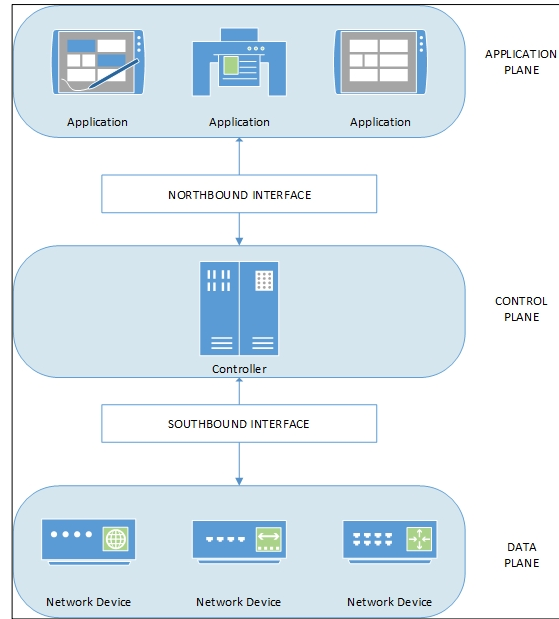 APPLICATION
PLANE
Application
Application
Application
NORTHBOUND INTERFACE
CONTROL
PLANE
Controller
SOUTHBOUND INTERFACE
DATA
PLANE
Network Device
Network Device
Network Device